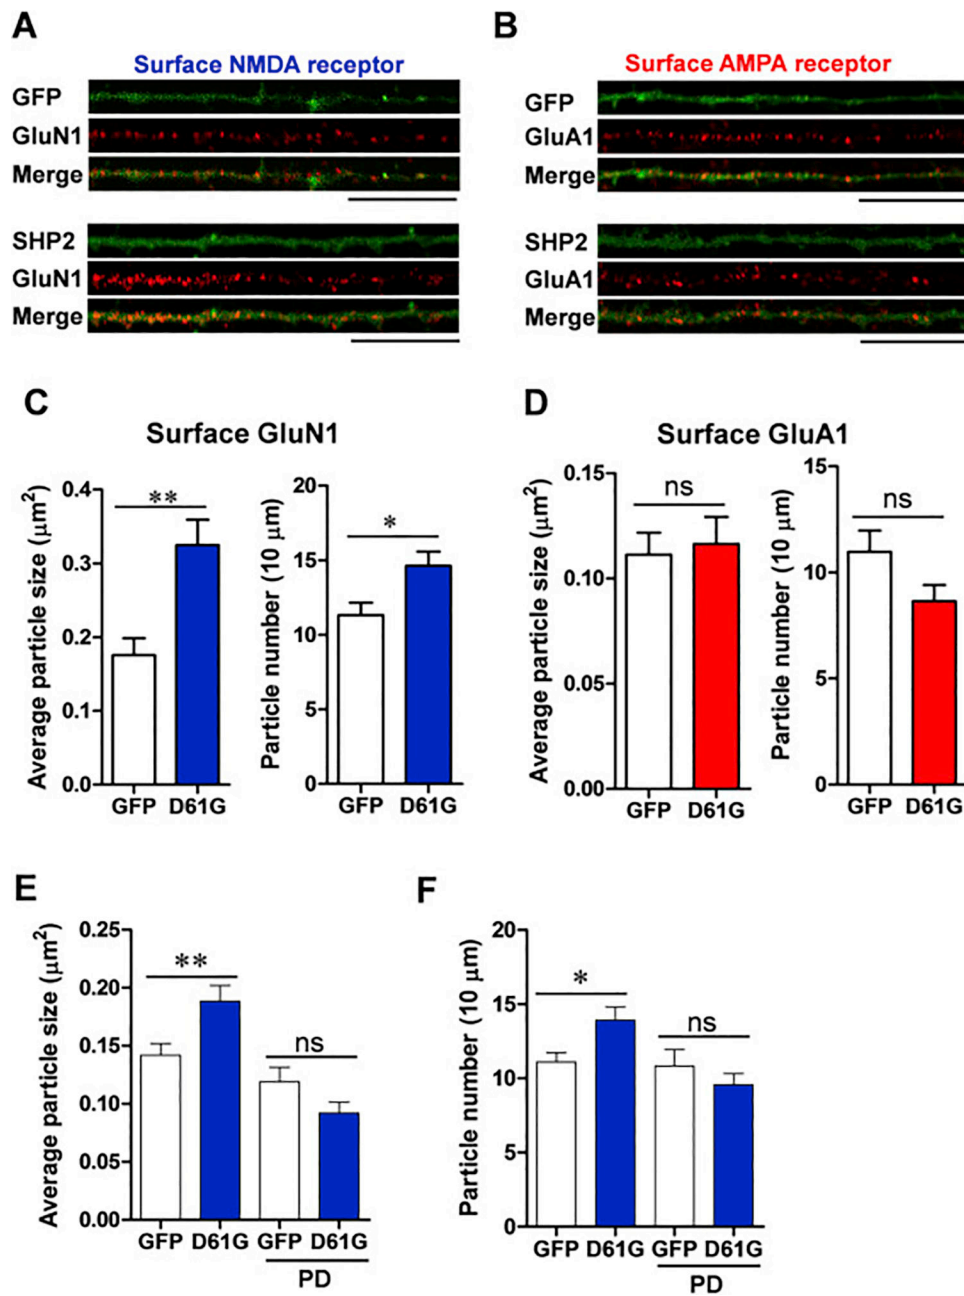 A
Surface NMDA receptor
GFP
GluN1
Merge
SHP2
GluN1
Merge
B
Surface AMPA receptor
GFP
GluA1
Merge
SHP2
GluA1
Merge
C
Surface GluN1
Average particle size (µm²)
0.4
0.3
0.2
0.1
0.0
**
GFP D61G
Particle number (10 µm)
20
15
10
5
0
*
GFP D61G
D
Surface GluA1
Average particle size (µm²)
0.15
0.10
0.05
0.00
ns
GFP D61G
Particle number (10 µm)
15
10
5
0
ns
GFP D61G
E
Average particle size (µm²)
0.25
0.20
0.15
0.10
0.05
0.00
**
ns
GFP D61G GFP D61G
PD
F
Particle number (10 µm)
20
15
10
5
0
*
ns
GFP D61G GFP D61G
PD